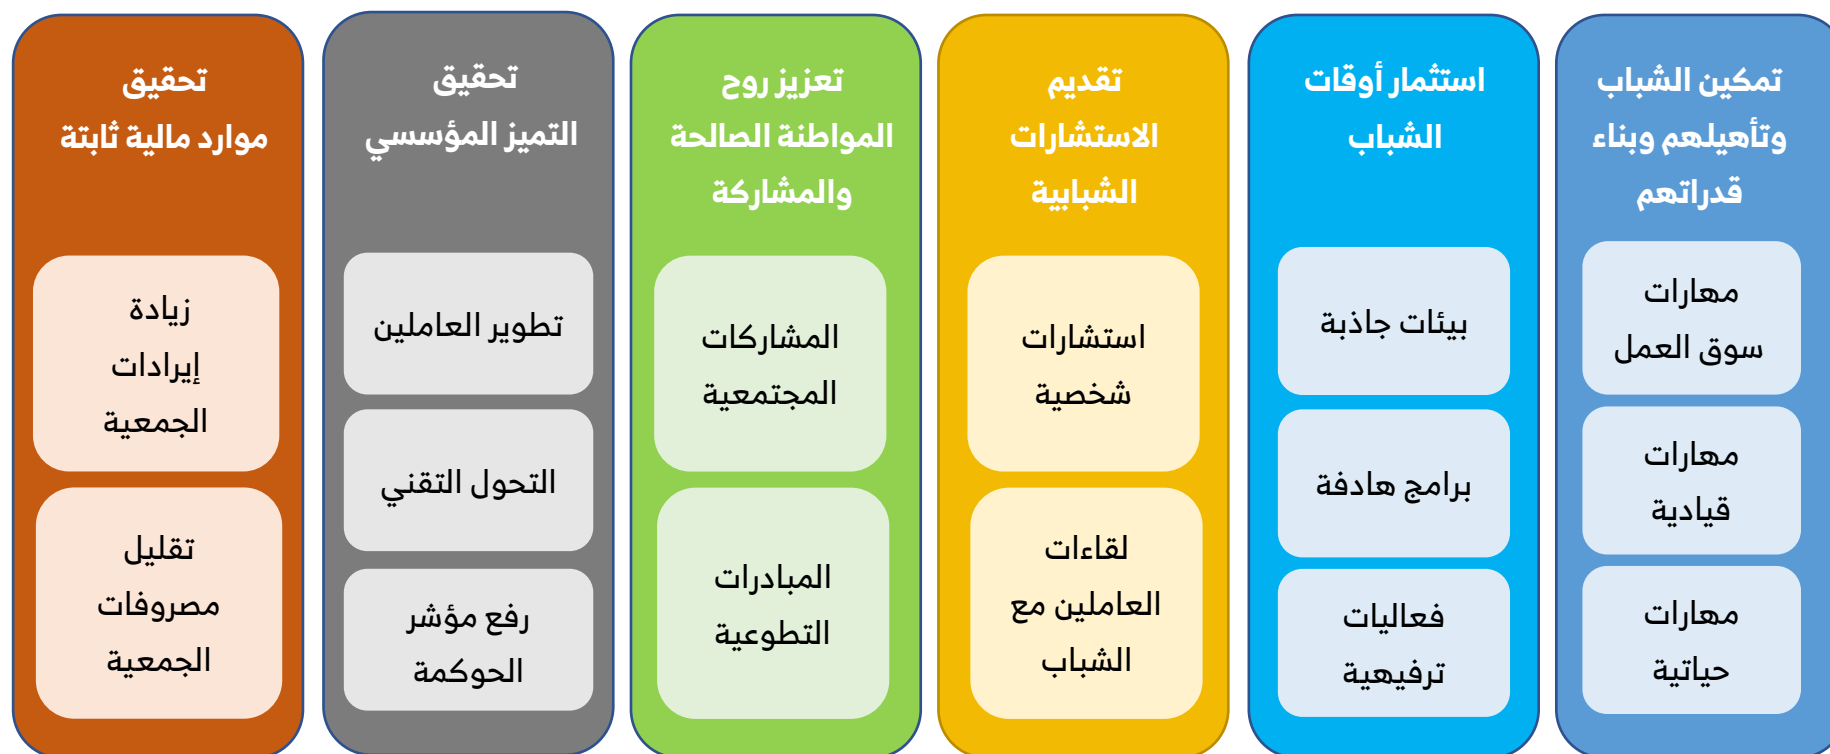 تمكين الشباب
وتأهيلهم وبناء
قدراتهم
مهارات
سوق العمل
مهارات
قيادية
مهارات
حياتية
استثمار أوقات
الشباب
بيئات جاذبة
برامج هادفة
فعاليات
ترفيهية
تقديم
الاستشارات
الشبابية
استشارات
شخصية
لقاءات
العاملين مع
الشباب
تعزيز روح
المواطنة الصالحة
والمشاركة
المشاركات
المجتمعية
المبادرات
التطوعية
تحقيق
التميز المؤسسي
تطوير العاملين
التحول التقني
رفع مؤشر
الحوكمة
تحقيق
موارد مالية ثابتة
زيادة
إيرادات
الجمعية
تقليل
مصروفات
الجمعية